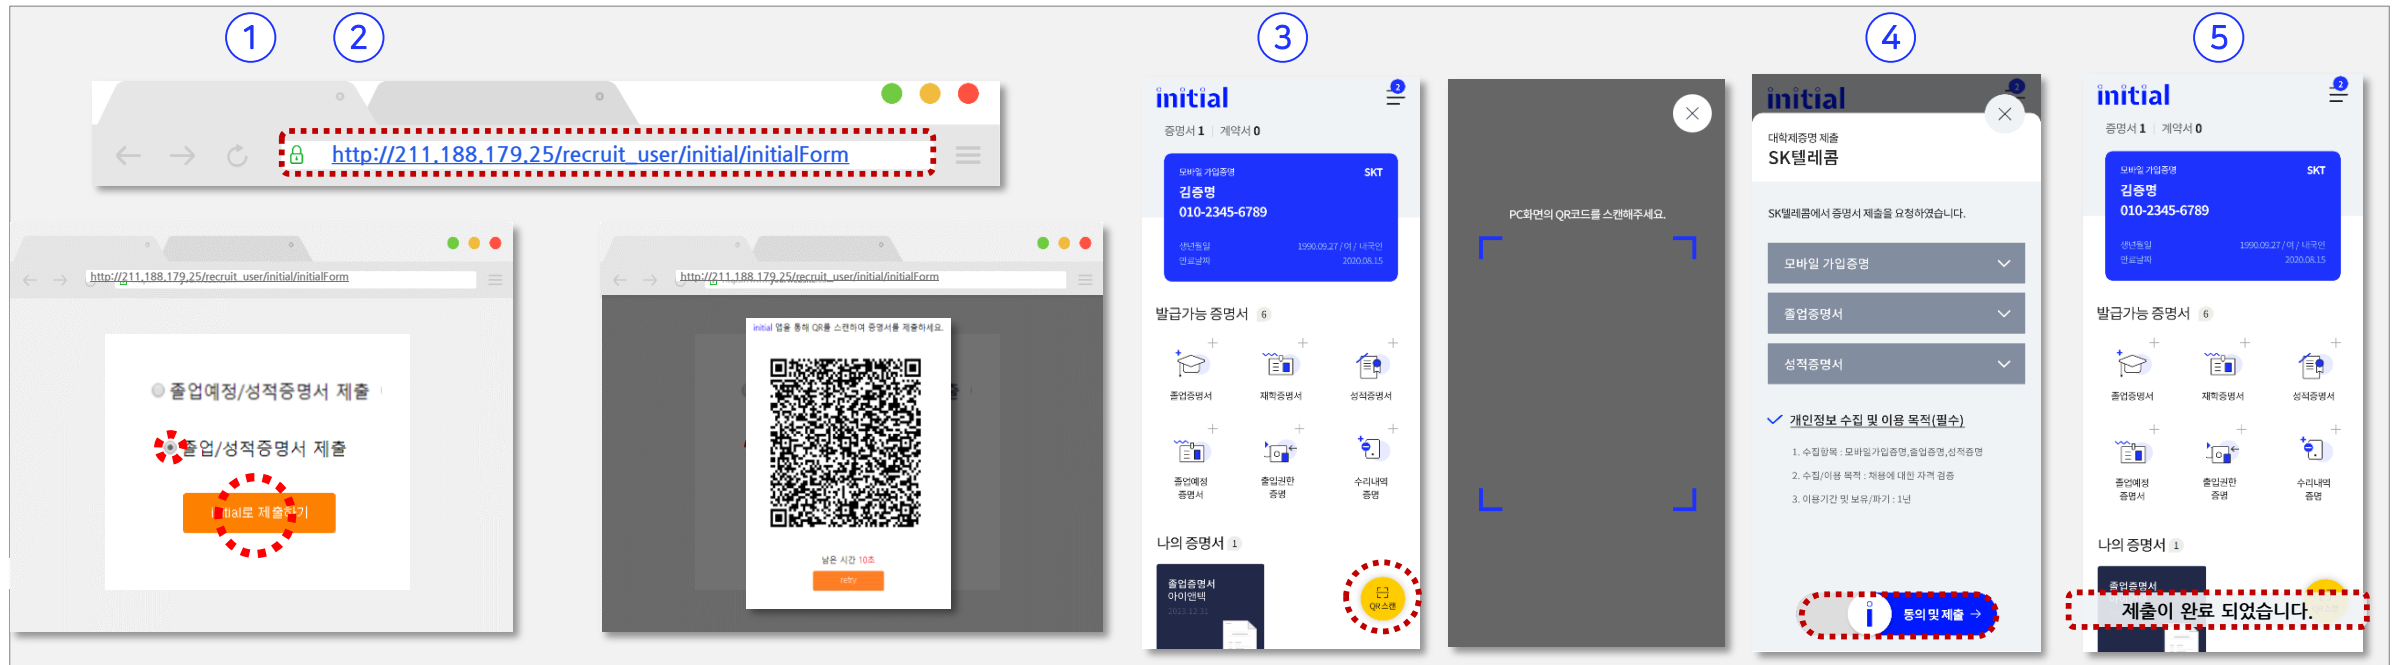 1
2
3
4
5
http://211.188.179.25/recruit_user/initial/initialForm
http://211.188.179.25/recruit_user/initial/initialForm
졸업예정/성적증명서 제출
졸업/성적증명서 제출
initial로 제출하기
http://211.188.179.25/recruit_user/initial/initialForm
initial 앱을 통해 QR를 스캔하여 증명서를 제출하세요.
남은 시간 10초
retry
initial
2
증명서 1 | 계약서 0
모바일 가입증명
SKT
김증명
010-2345-6789
생년월일
1990.09.27 / 여 / 내국인
만료날짜
2020.08.15
발급가능 증명서 6
졸업증명서
재학증명서
성적증명서
졸업예정
증명서
출입권한
증명
수리내역
증명
나의 증명서 1
졸업증명서
아이앤텍
2023.12.31
QR스캔
PC화면의 QR코드를 스캔해주세요.
initial
2
대학제증명 제출
SK텔레콤
SK텔레콤에서 증명서 제출을 요청하였습니다.
모바일 가입증명
졸업증명서
성적증명서
개인정보 수집 및 이용 목적(필수)
1. 수집항목 : 모바일가입증명,졸업증명,성적증명
2. 수집/이용 목적 : 채용에 대한 자격 검증
3. 이용기간 및 보유/파기 : 1년
동의 및 제출 →
initial
2
증명서 1 | 계약서 0
모바일 가입증명
SKT
김증명
010-2345-6789
생년월일
1990.09.27 / 여 / 내국인
만료날짜
2020.08.15
발급가능 증명서 6
졸업증명서
재학증명서
성적증명서
졸업예정
증명서
출입권한
증명
수리내역
증명
나의 증명서 1
졸업증명서
제출이 완료 되었습니다.